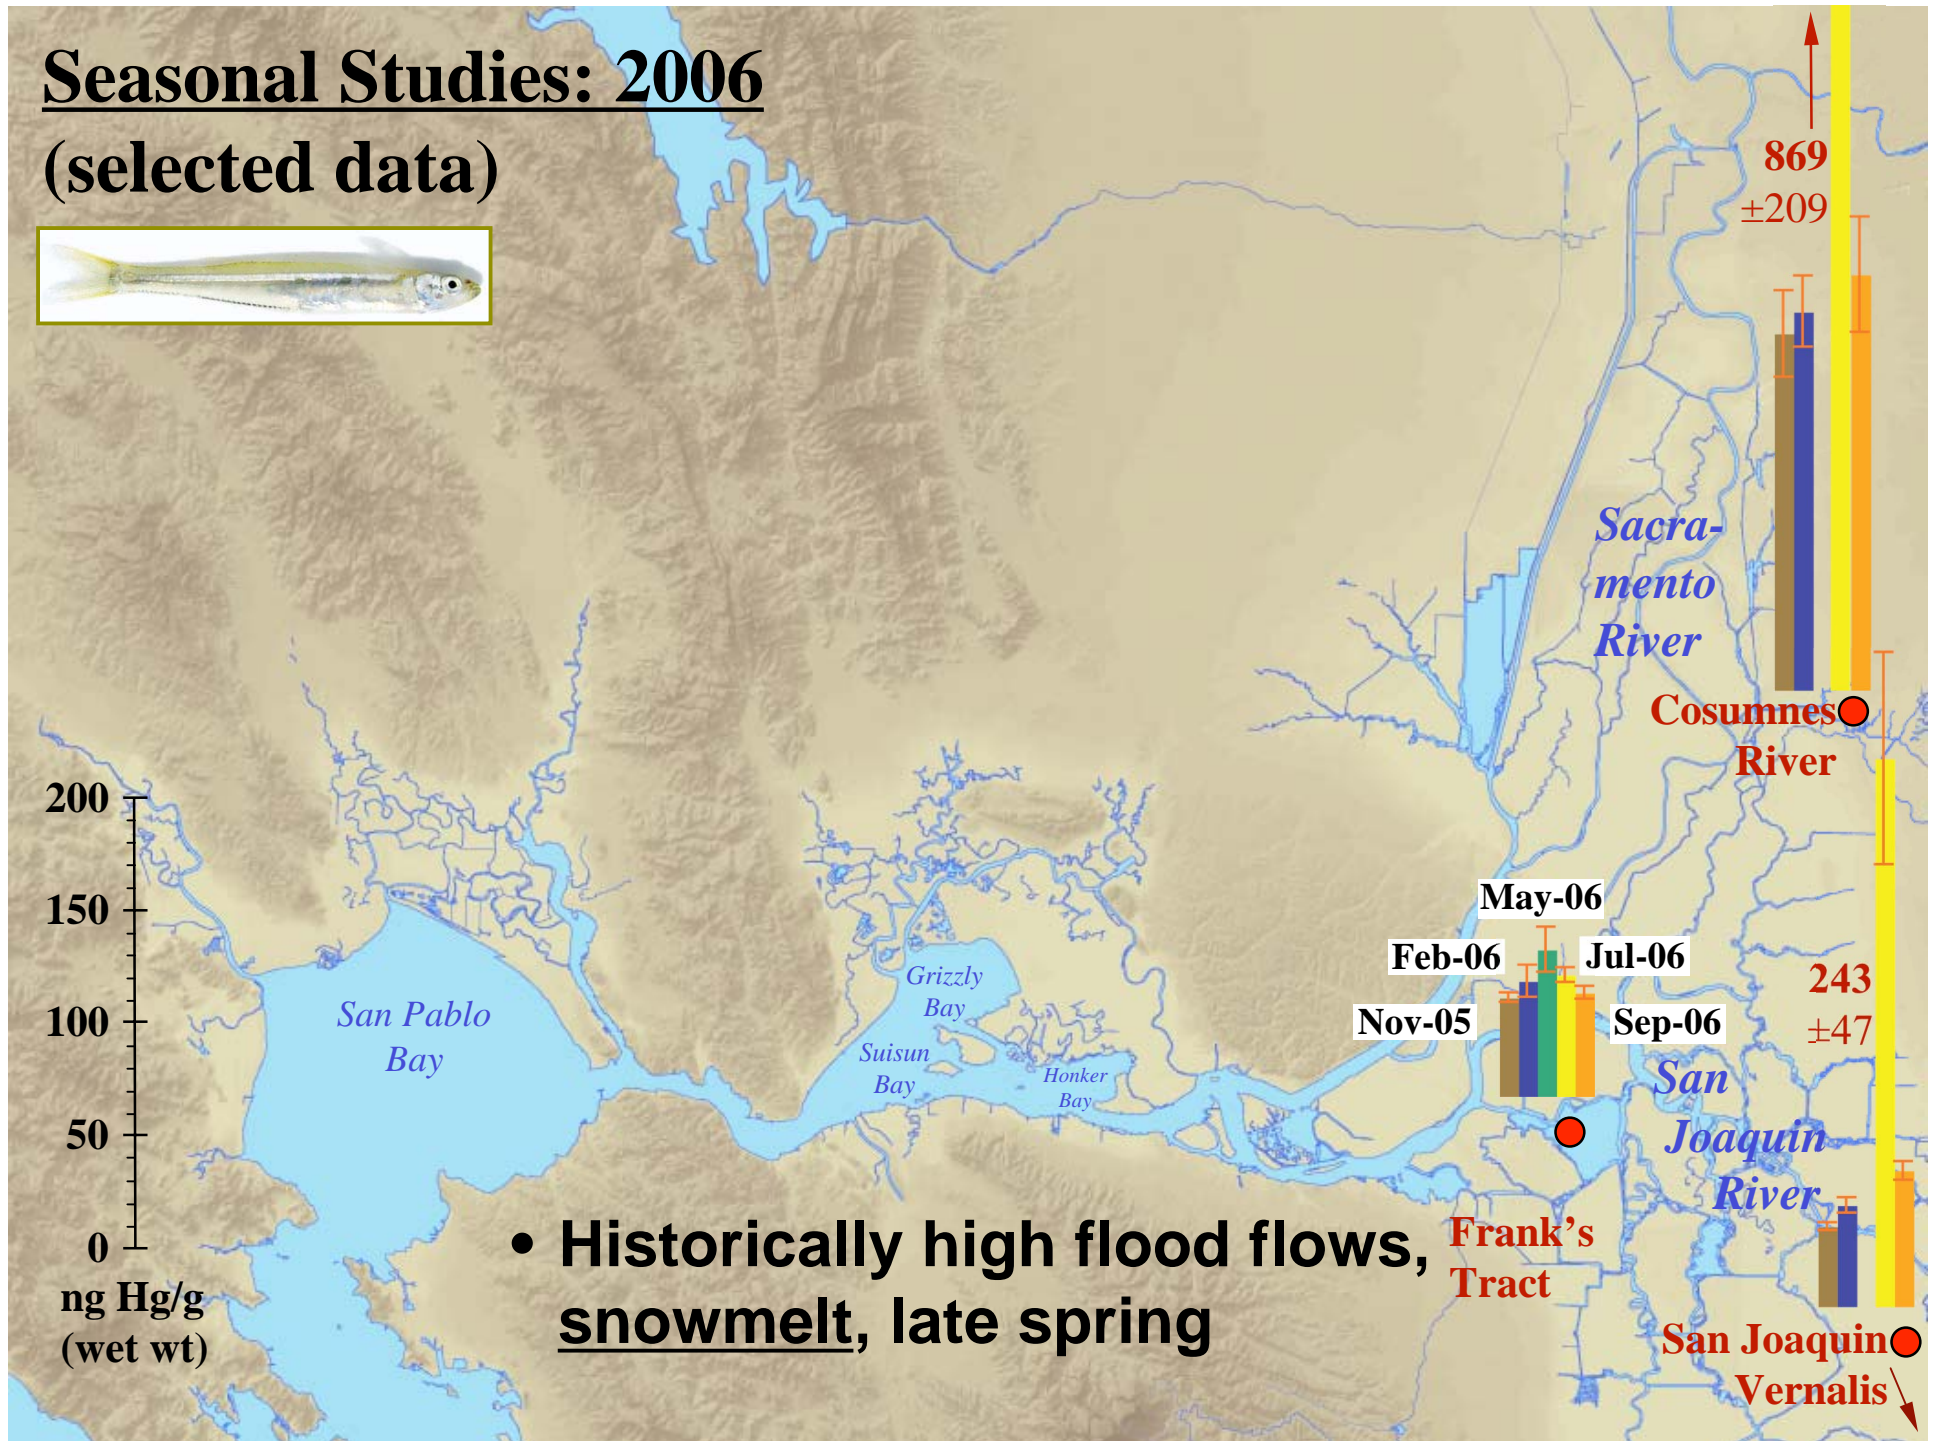 Seasonal Studies: 2006
(selected data)
869
±209
Sacra-
mento
River
Cosumnes
River
200
150
100
50
0
ng Hg/g
(wet wt)
San Pablo
Bay
Grizzly
Bay
Suisun
Bay
Honker
Bay
May-06
Feb-06
Jul-06
Nov-05
Sep-06
243
±47
San
Joaquin
River
Frank's
Tract
San Joaquin
Vernalis
• Historically high flood flows,
snowmelt, late spring